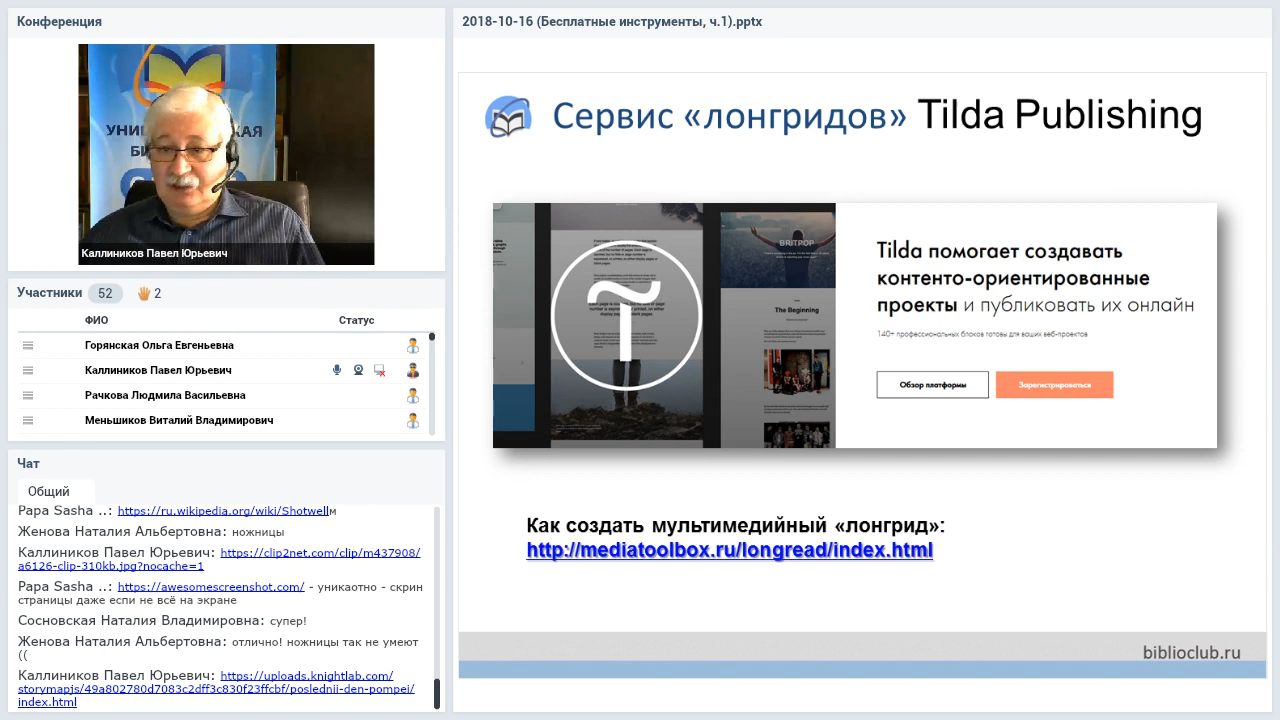 Конференция
УНИ
СКАЯ
БИ
Каллиников Павел Юрьевич
Участники 52 2
ФИО Статус
Горянская Ольга Евгеньевна
Каллиников Павел Юрьевич
Рачкова Людмила Васильевна
Меньшиков Виталий Владимирович
Чат
Общий
Papa Sasha ..: https://ru.wikipedia.org/wiki/Shotwellм
Женова Наталия Альбертовна: ножницы
Каллиников Павел Юрьевич: https://clip2net.com/clip/m437908/
a6126-clip-310kb.jpg?nocache=1
Papa Sasha ..: https://awesomescreenshot.com/ - уникаотно - скрин
страницы даже еспи не всё на экране
Сосновская Наталия Владимировна: супер!
Женова Наталия Альбертовна: отлично! ножницы так не умеют
((
Каллиников Павел Юрьевич: https://uploads.knightlab.com/
storymapjs/49a802780d7083c2dff3c830f23ffcbf/poslednii-den-pompei/
index.html
2018-10-16 (Бесплатные инструменты, ч.1).pptx
Сервис «лонгридов» Tilda Publishing
BRITPOP
The Beginning
Tilda помогает создавать
контенто-ориентированные
проекты и публиковать их онлайн
140+ профессиональных блоков готовы для ваших веб-проектов
Обзор платформы
Зарегистрироваться
Как создать мультимедийный «лонгрид»:
http://mediatoolbox.ru/longread/index.html
biblioclub.ru